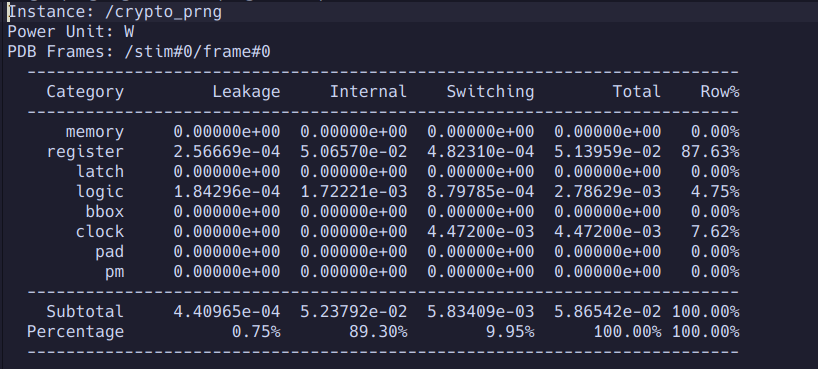 Instance: /crypto_prng
Power Unit: W
PDB Frames: /stim#0/frame#0
-------------------------------------------------------------------------
Category Leakage Internal Switching Total Row%
-------------------------------------------------------------------------
memory 0.00000e+00 0.00000e+00 0.00000e+00 0.00000e+00 0.00%
register 2.56669e-04 5.06570e-02 4.82310e-04 5.13959e-02 87.63%
latch 0.00000e+00 0.00000e+00 0.00000e+00 0.00000e+00 0.00%
logic 1.84296e-04 1.72221e-03 8.79785e-04 2.78629e-03 4.75%
bbox 0.00000e+00 0.00000e+00 0.00000e+00 0.00000e+00 0.00%
clock 0.00000e+00 0.00000e+00 4.47200e-03 4.47200e-03 7.62%
pad 0.00000e+00 0.00000e+00 0.00000e+00 0.00000e+00 0.00%
pm 0.00000e+00 0.00000e+00 0.00000e+00 0.00000e+00 0.00%
-------------------------------------------------------------------------
Subtotal 4.40965e-04 5.23792e-02 5.83409e-03 5.86542e-02 100.00%
Percentage 0.75% 89.30% 9.95% 100.00% 100.00%
-------------------------------------------------------------------------